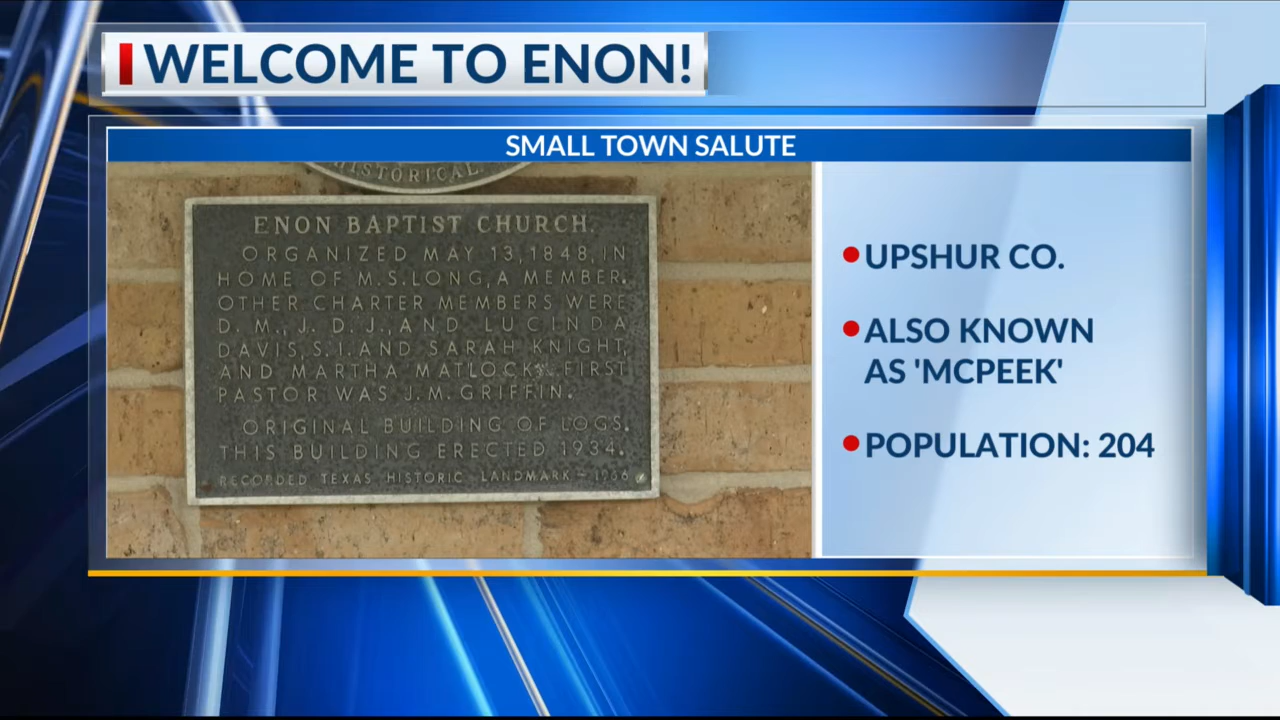 WELCOME TO ENON!
SMALL TOWN SALUTE
HISTORICAL
ENON BAPTIST CHURCH.
ORGANIZED MAY 13,1848, IN
HOME OF M.S.LONG, A MEMBER.
OTHER CHARTER MEMBERS WERE
D. M., J. D. J., AND LUCINDA
DAVIS, S. I. AND SARAH KNIGHT,
AND MARTHA MATLOCK. FIRST
PASTOR WAS J. M. GRIFFIN.
ORIGINAL BUILDING OF LOGS.
THIS BUILDING ERECTED 1934.
RECORDED TEXAS HISTORIC LANDMARK - 1966
UPSHUR CO.
ALSO KNOWN
AS 'MCPEEK'
POPULATION: 204